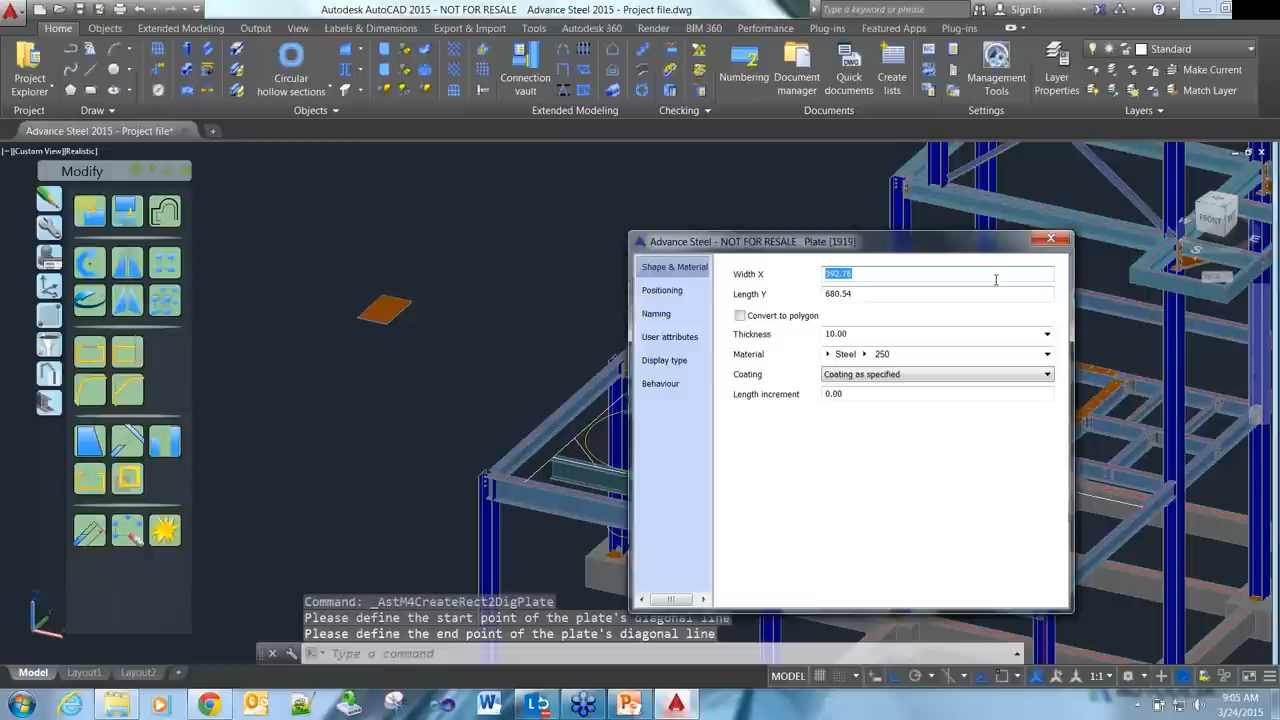 Autodesk AutoCAD 2015 - NOT FOR RESALE    Advance Steel 2015 - Project file.dwg
Type a keyword or phrase
Sign In
Home
Objects
Extended Modeling
Output
View
Labels & Dimensions
Export & Import
Tools
Autodesk 360
Render
BIM 360
Performance
Plug-ins
Featured Apps
Plug-ins
Project
Explorer
Circular
hollow sections
Connection
vault
Numbering
Document
Manager
Quick
Documents
Create
Lists
Management
Tools
Layer
Properties
Standard
Make Current
Match Layer
Project
Draw
Objects
Extended Modeling
Checking
Documents
Settings
Layers
Advance Steel 2015 - Project file*
[−][Custom View][Realistic]
Modify
FRONT
S
Advance Steel - NOT FOR RESALE   Plate [1919]
Shape & Material
Positioning
Naming
User attributes
Display type
Behaviour
Width X
392.76
Length Y
680.54
Convert to polygon
Thickness
10.00
Material
Steel
250
Coating
Coating as specified
Length increment
0.00
Command: _AstM4CreateRect2DigPlate
Please define the start point of the plate's diagonal line
Please define the end point of the plate's diagonal line
Type a command
Model
Layout1
Layout2
MODEL
1:1
9:05 AM
3/24/2015